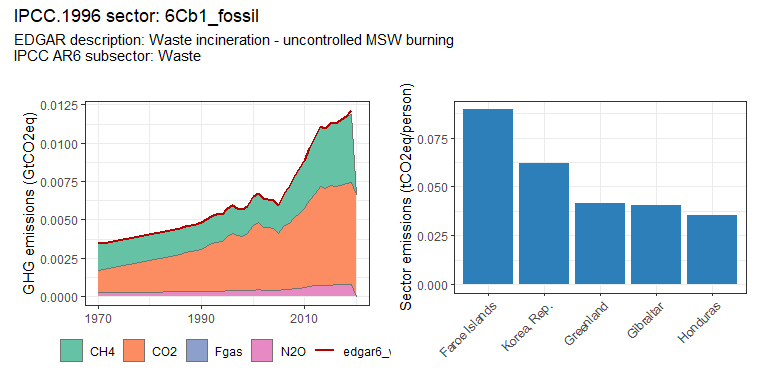 IPCC.1996 sector: 6Cb1_fossil
EDGAR description: Waste incineration - uncontrolled MSW burning
IPCC AR6 subsector: Waste
GHG emissions (GtCO2eq)
0.0125
0.0100
0.0075
0.0050
0.0025
0.0000
1970 1990 2010
CH4 CO2 Fgas N2O edgar6_v
Sector emissions (tCO2eq/person)
0.075
0.050
0.025
0.000
Faroe Islands
Korea, Rep.
Greenland
Gibraltar
Honduras